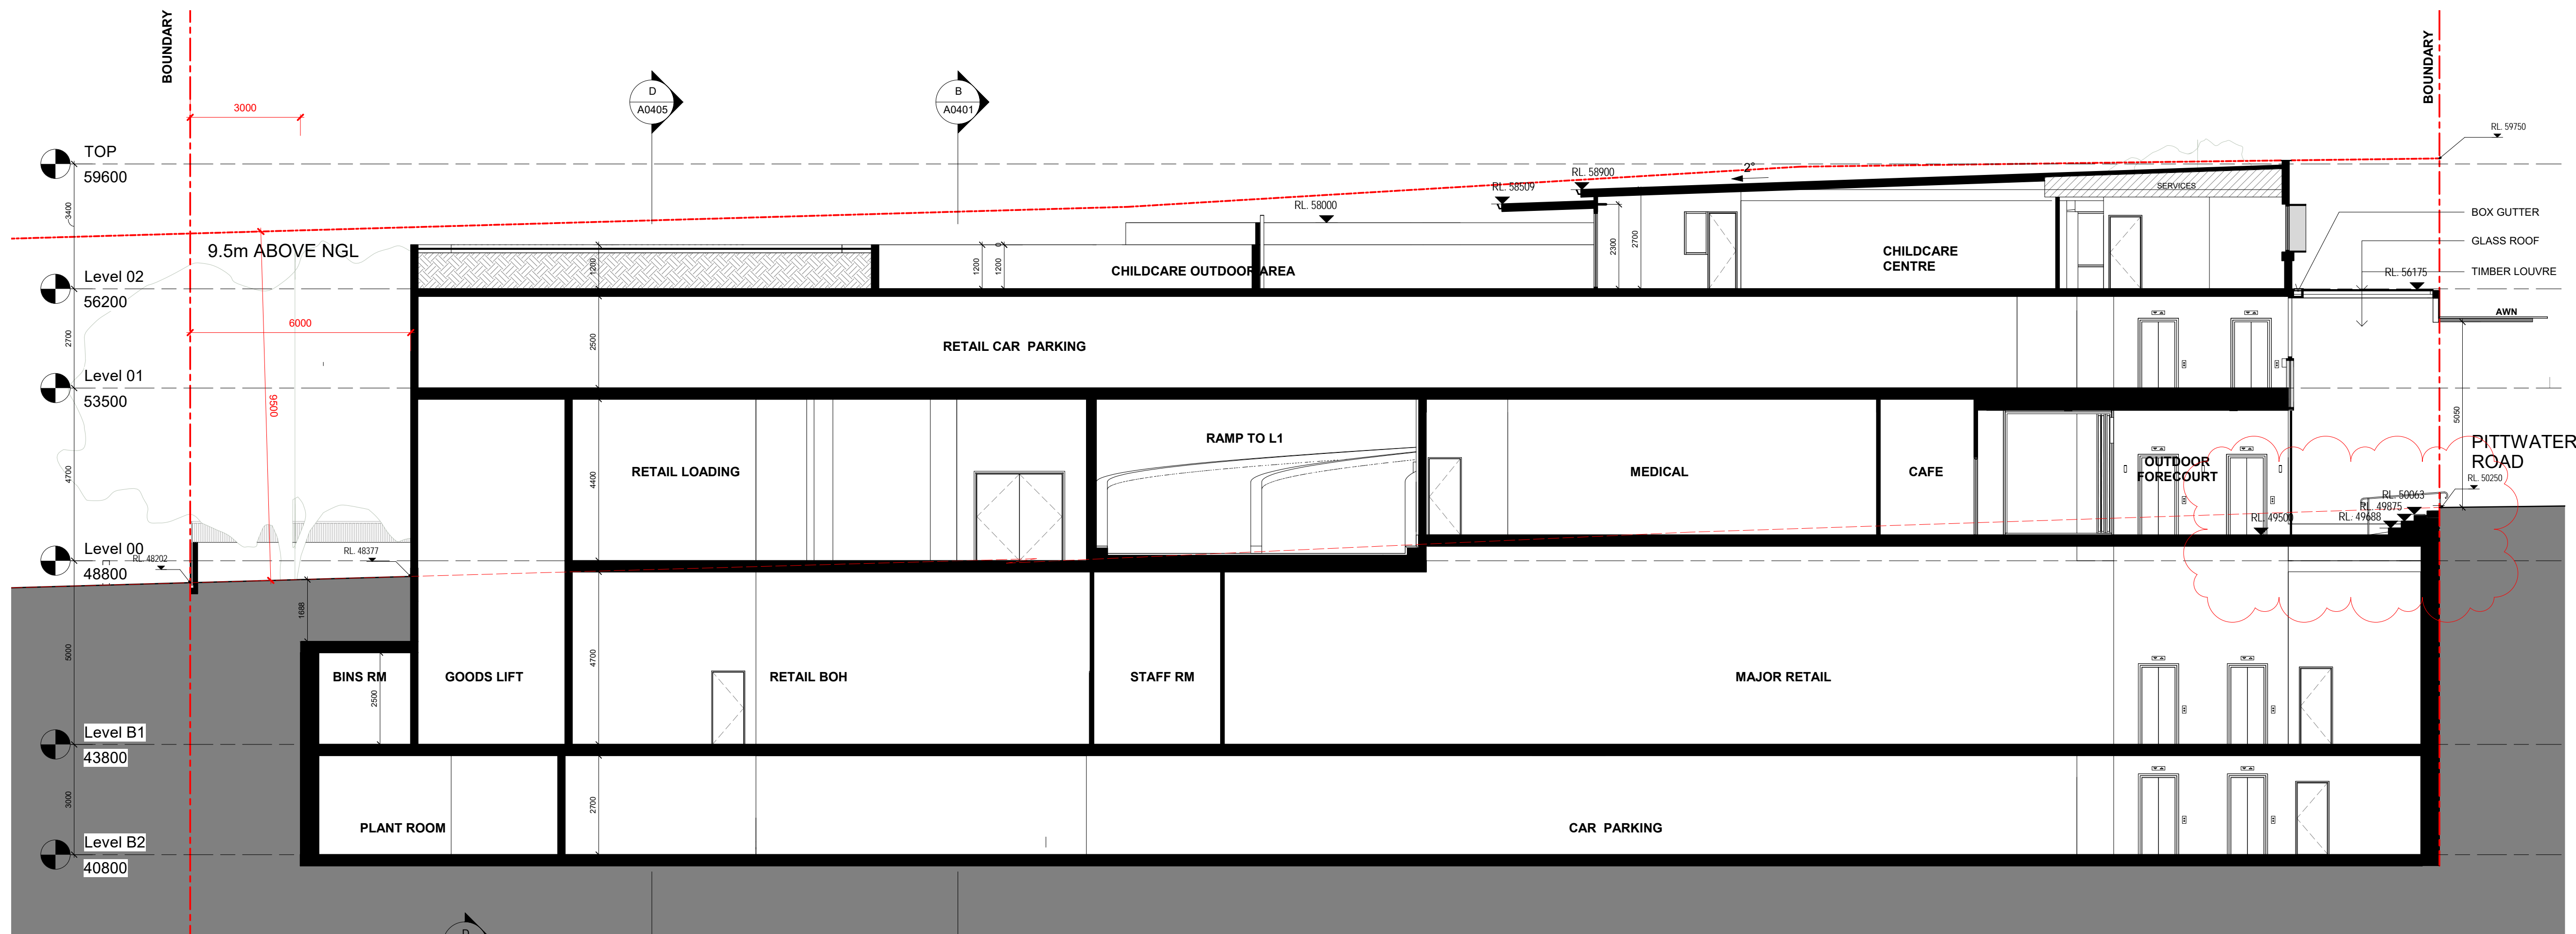 BOUNDARY
BOUNDARY
3000
D
A0405
B
A0401
RL. 59750
TOP
59600
2°
RL. 58900
RL. 58509
SERVICES
3400
RL. 58000
BOX GUTTER
9.5m ABOVE NGL
GLASS ROOF
2300
2700
CHILDCARE
CENTRE
1200
1200
1200
0
CHILDCARE OUTDOOR AREA
RL. 56175
TIMBER LOUVRE
Level 02
56200
AWN
6000
2700
2500
RETAIL CAR  PARKING
Level 01
53500
9500
5050
RAMP TO L1
PITTWATER
ROAD
4700
4400
RETAIL LOADING
MEDICAL
CAFE
OUTDOOR
FORECOURT
RL. 50250
RL. 50063
RL. 49875
RL. 49688
RL. 49500
Level 00
48800
RL. 48202
RL. 48377
1688
5000
4700
BINS RM
GOODS LIFT
RETAIL BOH
STAFF RM
MAJOR RETAIL
2500
Level B1
43800
3000
2700
PLANT ROOM
CAR  PARKING
Level B2
40800
D